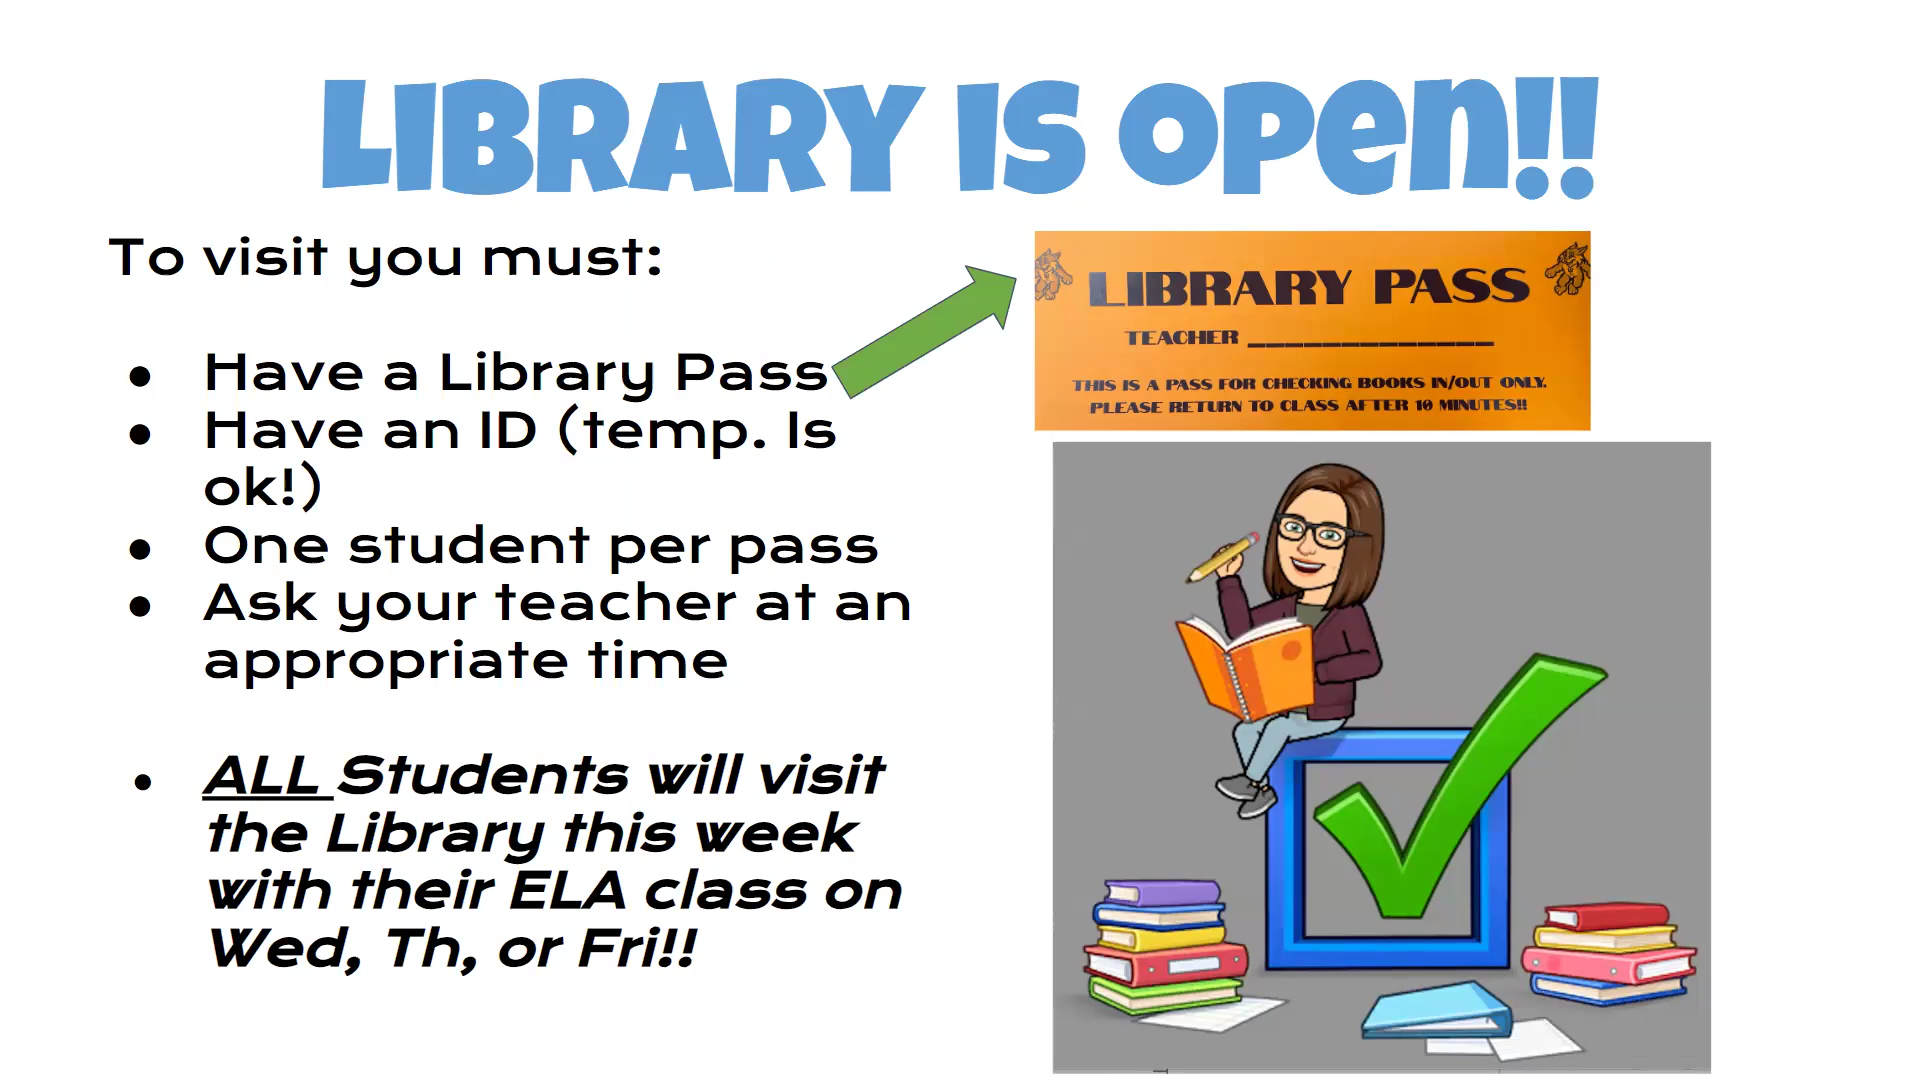 LIBRARY IS open!!
To visit you must:
● Have a Library Pass
● Have an ID (temp. Is
ok!)
● One student per pass
● Ask your teacher at an
appropriate time
● ALL Students will visit
the Library this week
with their ELA class on
Wed, Th, or Fri!!
LIBRARY PASS
TEACHER ______________
THIS IS A PASS FOR CHECKING BOOKS IN/OUT ONLY.
PLEASE RETURN TO CLASS AFTER 10 MINUTES!!